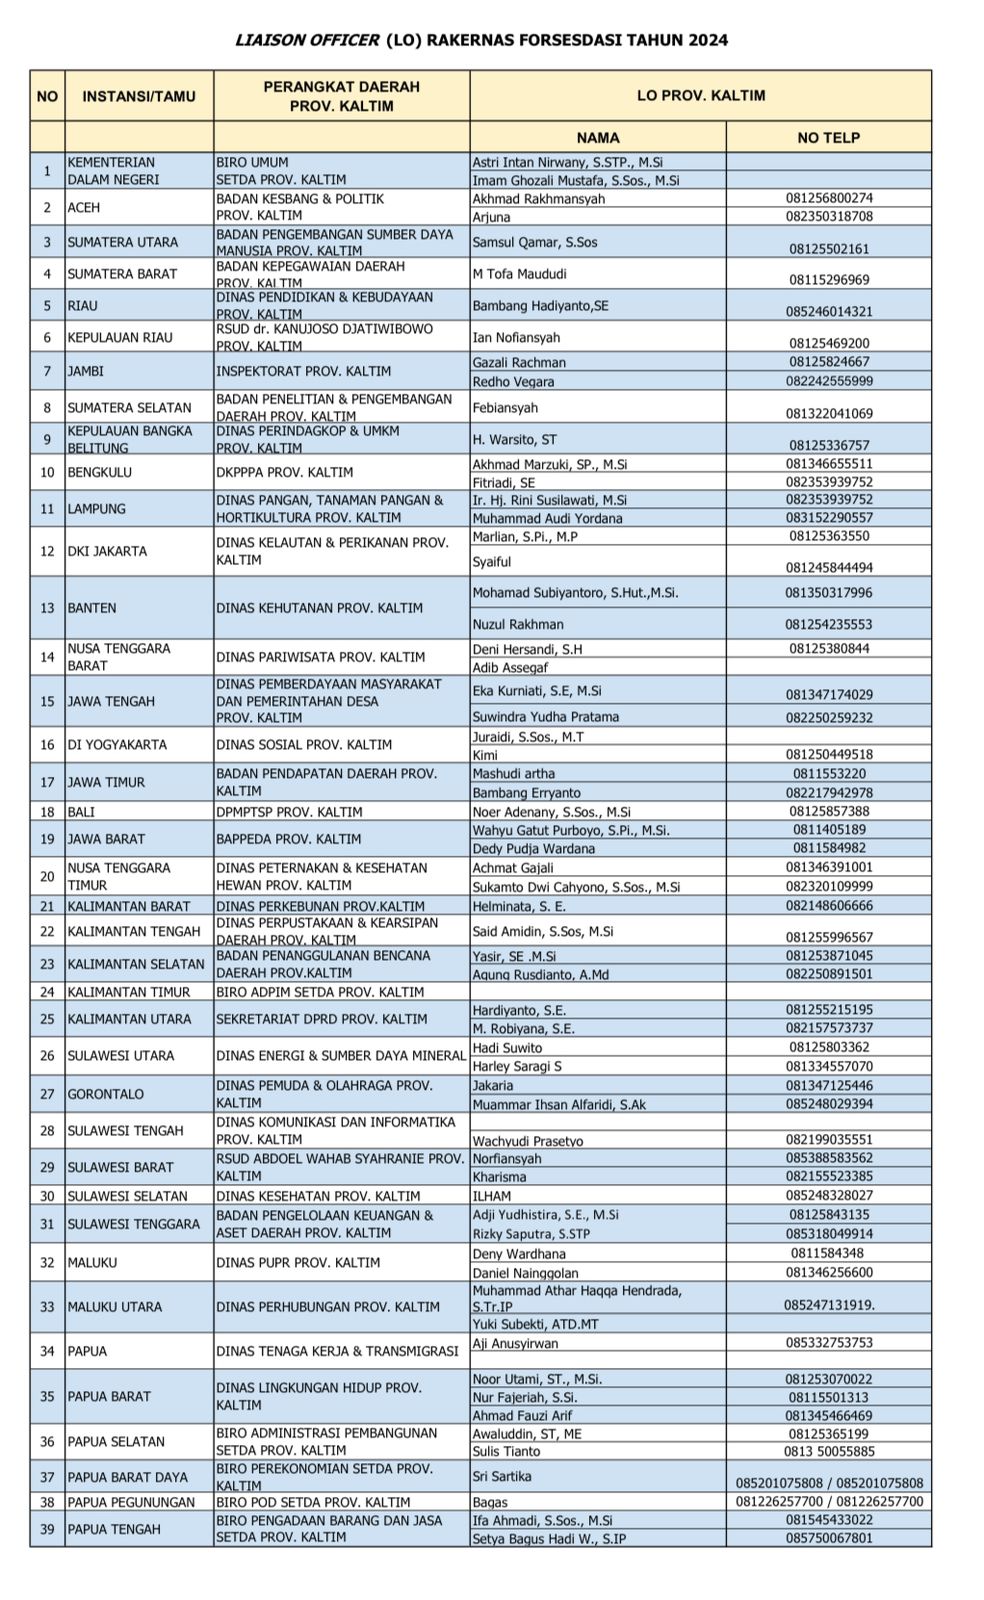 LIAISON OFFICER (LO) RAKERNAS FORSESDASI TAHUN 2024
NO INSTANSI/TAMU PERANGKAT DAERAH PROV. KALTIM LO PROV. KALTIM
NAMA NO TELP
1 KEMENTERIAN DALAM NEGERI BIRO UMUM SETDA PROV. KALTIM Astri Intan Nirwany, S.STP., M.Si
Imam Ghozali Mustafa, S.Sos., M.Si
2 ACEH BADAN KESBANG & POLITIK PROV. KALTIM Akhmad Rakhmansyah 081256800274
Arjuna 082350318708
3 SUMATERA UTARA BADAN PENGEMBANGAN SUMBER DAYA MANUSIA PROV. KALTIM Samsul Qamar, S.Sos 08125502161
4 SUMATERA BARAT BADAN KEPEGAWAIAN DAERAH PROV. KALTIM M Tofa Maududi 08115296969
5 RIAU DINAS PENDIDIKAN & KEBUDAYAAN PROV. KALTIM Bambang Hadiyanto,SE 085246014321
6 KEPULAUAN RIAU RSUD dr. KANUJOSO DJATIWIBOWO PROV. KALTIM Ian Nofiansyah 08125469200
7 JAMBI INSPEKTORAT PROV. KALTIM Gazali Rachman 08125824667
Redho Vegara 082242555999
8 SUMATERA SELATAN BADAN PENELITIAN & PENGEMBANGAN DAERAH PROV. KALTIM Febiansyah 081322041069
9 KEPULAUAN BANGKA BELITUNG DINAS PERINDAGKOP & UMKM PROV. KALTIM H. Warsito, ST 08125336757
10 BENGKULU DKPPPA PROV. KALTIM Akhmad Marzuki, SP., M.Si 081346655511
Fitriadi, SE 082353939752
11 LAMPUNG DINAS PANGAN, TANAMAN PANGAN & HORTIKULTURA PROV. KALTIM Ir. Hj. Rini Susilawati, M.Si 082353939752
Muhammad Audi Yordana 083152290557
12 DKI JAKARTA DINAS KELAUTAN & PERIKANAN PROV. KALTIM Marlian, S.Pi., M.P 08125363550
Syaiful 081245844494
13 BANTEN DINAS KEHUTANAN PROV. KALTIM Mohamad Subiyantoro, S.Hut.,M.Si. 081350317996
Nuzul Rakhman 081254235553
14 NUSA TENGGARA BARAT DINAS PARIWISATA PROV. KALTIM Deni Hersandi, S.H 08125380844
Adib Assegaf
15 JAWA TENGAH DINAS PEMBERDAYAAN MASYARAKAT DAN PEMERINTAHAN DESA PROV. KALTIM Eka Kurniati, S.E, M.Si 081347174029
Suwindra Yudha Pratama 082250259232
16 DI YOGYAKARTA DINAS SOSIAL PROV. KALTIM Juraidi, S.Sos., M.T
Kimi 081250449518
17 JAWA TIMUR BADAN PENDAPATAN DAERAH PROV. KALTIM Mashudi artha 0811553220
Bambang Erryanto 082217942978
18 BALI DPMPTSP PROV. KALTIM Noer Adenany, S.Sos., M.Si 08125857388
19 JAWA BARAT BAPPEDA PROV. KALTIM Wahyu Gatut Purboyo, S.Pi., M.Si. 0811405189
Dedy Pudja Wardana 0811584982
20 NUSA TENGGARA TIMUR DINAS PETERNAKAN & KESEHATAN HEWAN PROV. KALTIM Achmat Gajali 081346391001
Sukamto Dwi Cahyono, S.Sos., M.Si 082320109999
21 KALIMANTAN BARAT DINAS PERKEBUNAN PROV.KALTIM Helminata, S. E. 082148606666
22 KALIMANTAN TENGAH DINAS PERPUSTAKAAN & KEARSIPAN DAERAH PROV. KALTIM Said Amidin, S.Sos, M.Si 081255996567
23 KALIMANTAN SELATAN BADAN PENANGGULANAN BENCANA DAERAH PROV.KALTIM Yasir, SE .M.Si 081253871045
Agung Rusdianto, A.Md 082250891501
24 KALIMANTAN TIMUR BIRO ADPIM SETDA PROV. KALTIM
25 KALIMANTAN UTARA SEKRETARIAT DPRD PROV. KALTIM Hardiyanto, S.E. 081255215195
M. Robiyana, S.E. 082157573737
26 SULAWESI UTARA DINAS ENERGI & SUMBER DAYA MINERAL Hadi Suwito 08125803362
Harley Saragi S 081334557070
27 GORONTALO DINAS PEMUDA & OLAHRAGA PROV. KALTIM Jakaria 081347125446
Muammar Ihsan Alfaridi, S.Ak 085248029394
28 SULAWESI TENGAH DINAS KOMUNIKASI DAN INFORMATIKA PROV. KALTIM
Wachyudi Prasetyo 082199035551
29 SULAWESI BARAT RSUD ABDOEL WAHAB SYAHRANIE PROV. KALTIM Norfiansyah 085388583562
Kharisma 082155523385
30 SULAWESI SELATAN DINAS KESEHATAN PROV. KALTIM ILHAM 085248328027
31 SULAWESI TENGGARA BADAN PENGELOLAAN KEUANGAN & ASET DAERAH PROV. KALTIM Adji Yudhistira, S.E., M.Si 08125843135
Rizky Saputra, S.STP 085318049914
32 MALUKU DINAS PUPR PROV. KALTIM Deny Wardhana 0811584348
Daniel Nainggolan 081346256600
33 MALUKU UTARA DINAS PERHUBUNGAN PROV. KALTIM Muhammad Athar Haqqa Hendrada, S.Tr.IP 085247131919.
Yuki Subekti, ATD.MT
34 PAPUA DINAS TENAGA KERJA & TRANSMIGRASI Aji Anusyirwan 085332753753
35 PAPUA BARAT DINAS LINGKUNGAN HIDUP PROV. KALTIM Noor Utami, ST., M.Si. 081253070022
Nur Fajeriah, S.Si. 08115501313
Ahmad Fauzi Arif 081345466469
36 PAPUA SELATAN BIRO ADMINISTRASI PEMBANGUNAN SETDA PROV. KALTIM Awaluddin, ST, ME 08125365199
Sulis Tianto 0813 50055885
37 PAPUA BARAT DAYA BIRO PEREKONOMIAN SETDA PROV. KALTIM Sri Sartika 085201075808 / 085201075808
38 PAPUA PEGUNUNGAN BIRO POD SETDA PROV. KALTIM Bagas 081226257700 / 081226257700
39 PAPUA TENGAH BIRO PENGADAAN BARANG DAN JASA SETDA PROV. KALTIM Ifa Ahmadi, S.Sos., M.Si 081545433022
Setya Bagus Hadi W., S.IP 085750067801